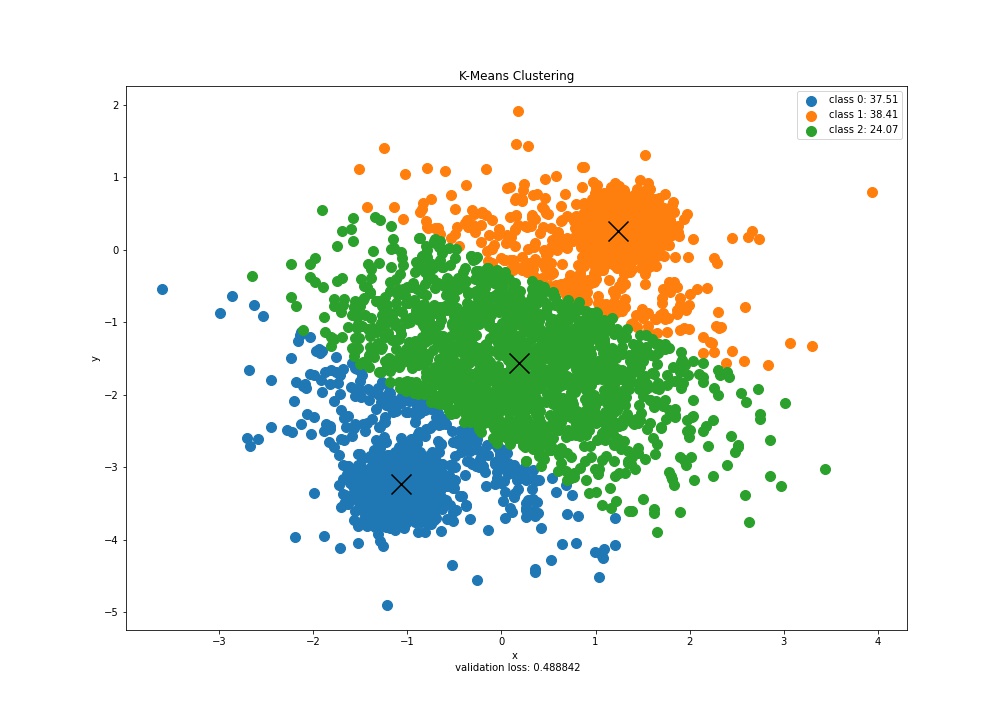 K-Means Clustering
class 0: 37.51
class 1: 38.41
class 2: 24.07
2
1
0
−1
−2
−3
−4
−5
y
−3 −2 −1 0 1 2 3 4
x
validation loss: 0.488842